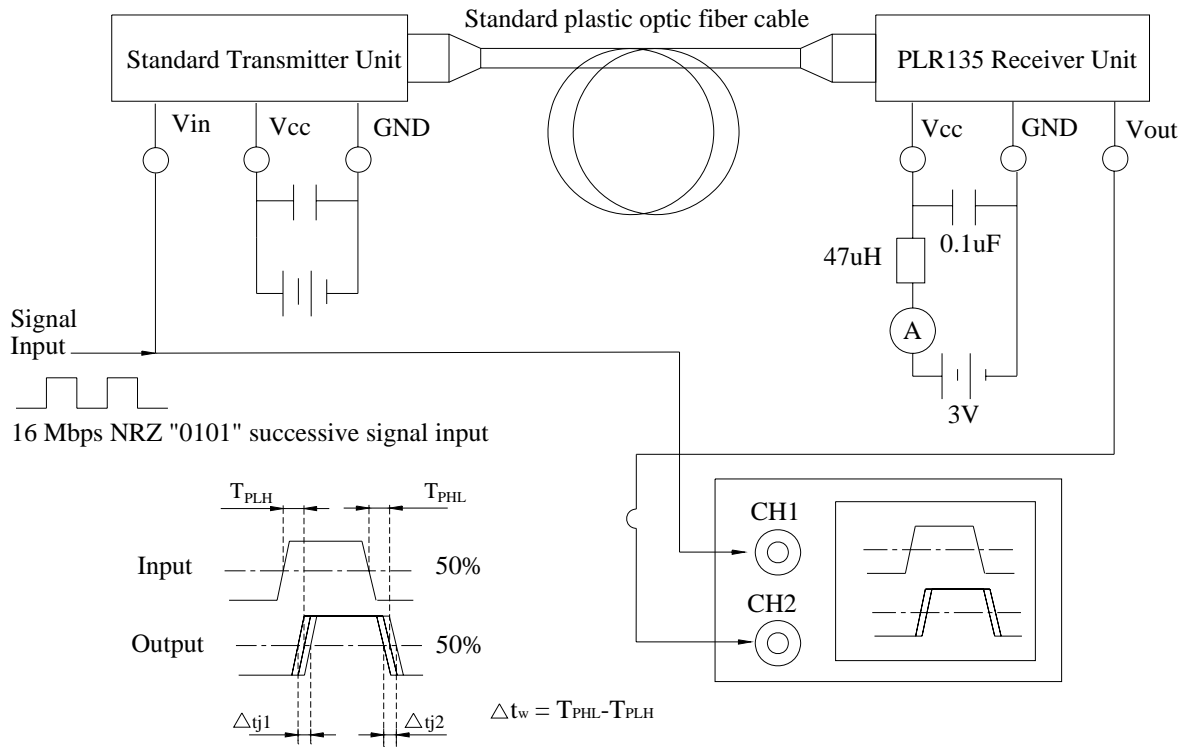 Standard plastic optic fiber cable
Standard Transmitter Unit
PLR135 Receiver Unit
Vin
Vcc
GND
Vcc
GND
Vout
0.1uF
47uH
A
3V
Signal
Input
16 Mbps NRZ "0101" successive signal input
TPLH
TPHL
Input
50%
Output
50%
△tj1
△tj2
△tw = TPHL-TPLH
CH1
CH2